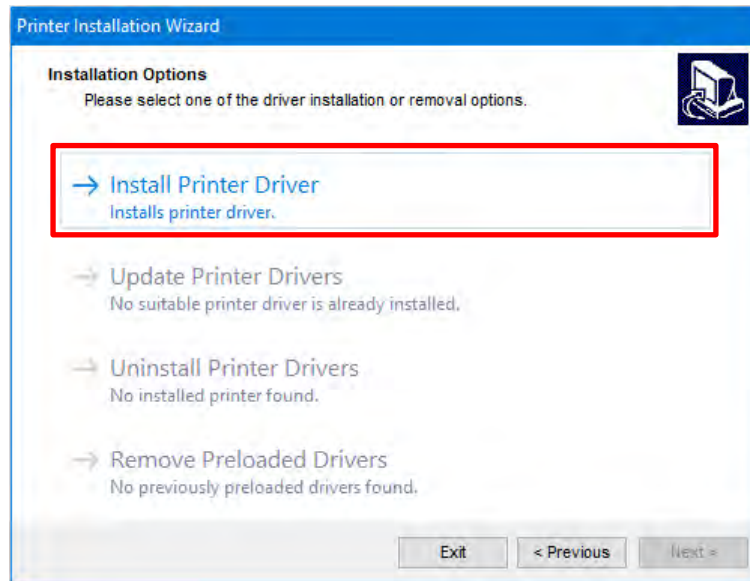 Printer Installation Wizard
Installation Options
Please select one of the driver installation or removal options.
Install Printer Driver
Installs printer driver.
Update Printer Drivers
No suitable printer driver is already installed.
Uninstall Printer Drivers
No installed printer found.
Remove Preloaded Drivers
No previously preloaded drivers found.
Exit
< Previous
Next >